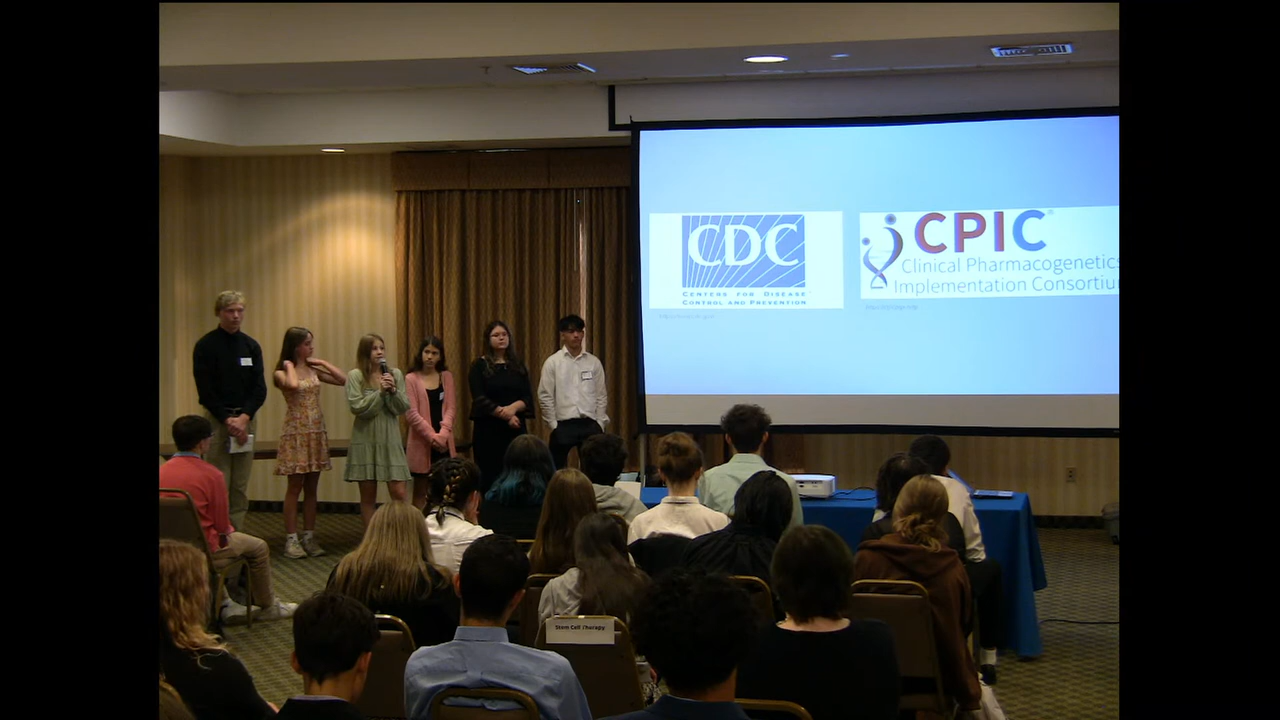 CDC
CENTERS FOR DISEASE
CONTROL AND PREVENTION
CPIC®
Clinical Pharmacogenetics
Implementation Consortiu
Stem Cell Therapy